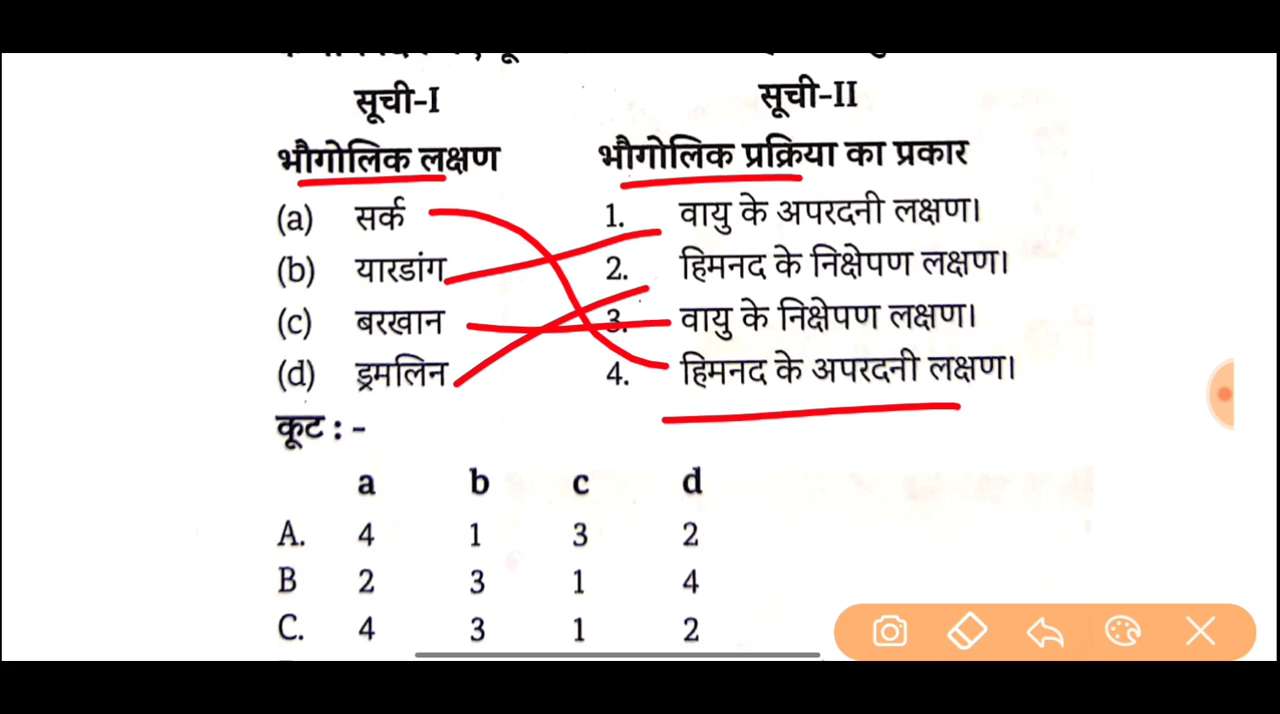 सूची-I सूची-II
भौगोलिक लक्षण भौगोलिक प्रक्रिया का प्रकार
(a) सर्क 1. वायु के अपरदनी लक्षण।
(b) यारडांग 2. हिमनद के निक्षेपण लक्षण।
(c) बरखान 3. वायु के निक्षेपण लक्षण।
(d) ड्रमलिन 4. हिमनद के अपरदनी लक्षण।
कूट : -
a b c d
A. 4 1 3 2
B 2 3 1 4
C. 4 3 1 2